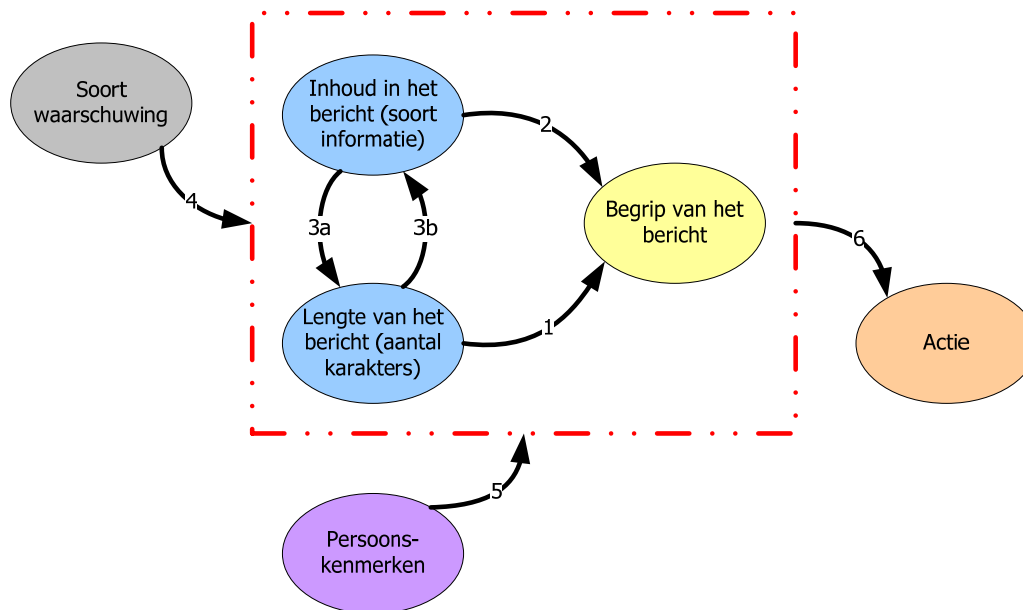 Soort
waarschuwing
4
Inhoud in het
bericht (soort
informatie)
2
3a
3b
Begrip van het
bericht
Lengte van het
bericht (aantal
karakters)
1
6
Actie
5
Persoons-
kenmerken